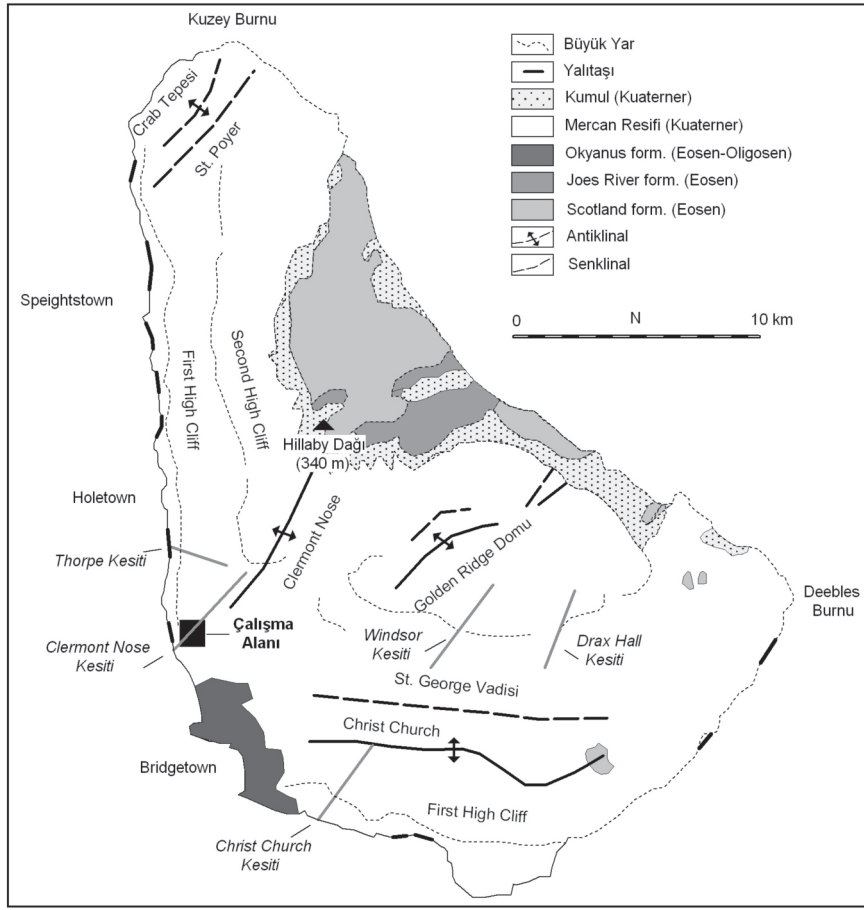 Kuzey Burnu
Crab Tepesi
St. Poyer
Büyük Yar
Yalıtaşı
Kumul (Kuaterner)
Mercan Resifi (Kuaterner)
Okyanus form. (Eosen-Oligosen)
Joes River form. (Eosen)
Scotland form. (Eosen)
Antiklinal
Senklinal
0 N 10 km
Speightstown
First High Cliff
Second High Cliff
Hillaby Dağı
(340 m)
Holetown
Clermont Nose
Thorpe Kesiti
Golden Ridge Domu
Deebles
Burnu
Çalışma
Alanı
Clermont Nose
Kesiti
Windsor
Kesiti
Drax Hall
Kesiti
St. George Vadisi
Christ Church
Bridgetown
First High Cliff
Christ Church
Kesiti